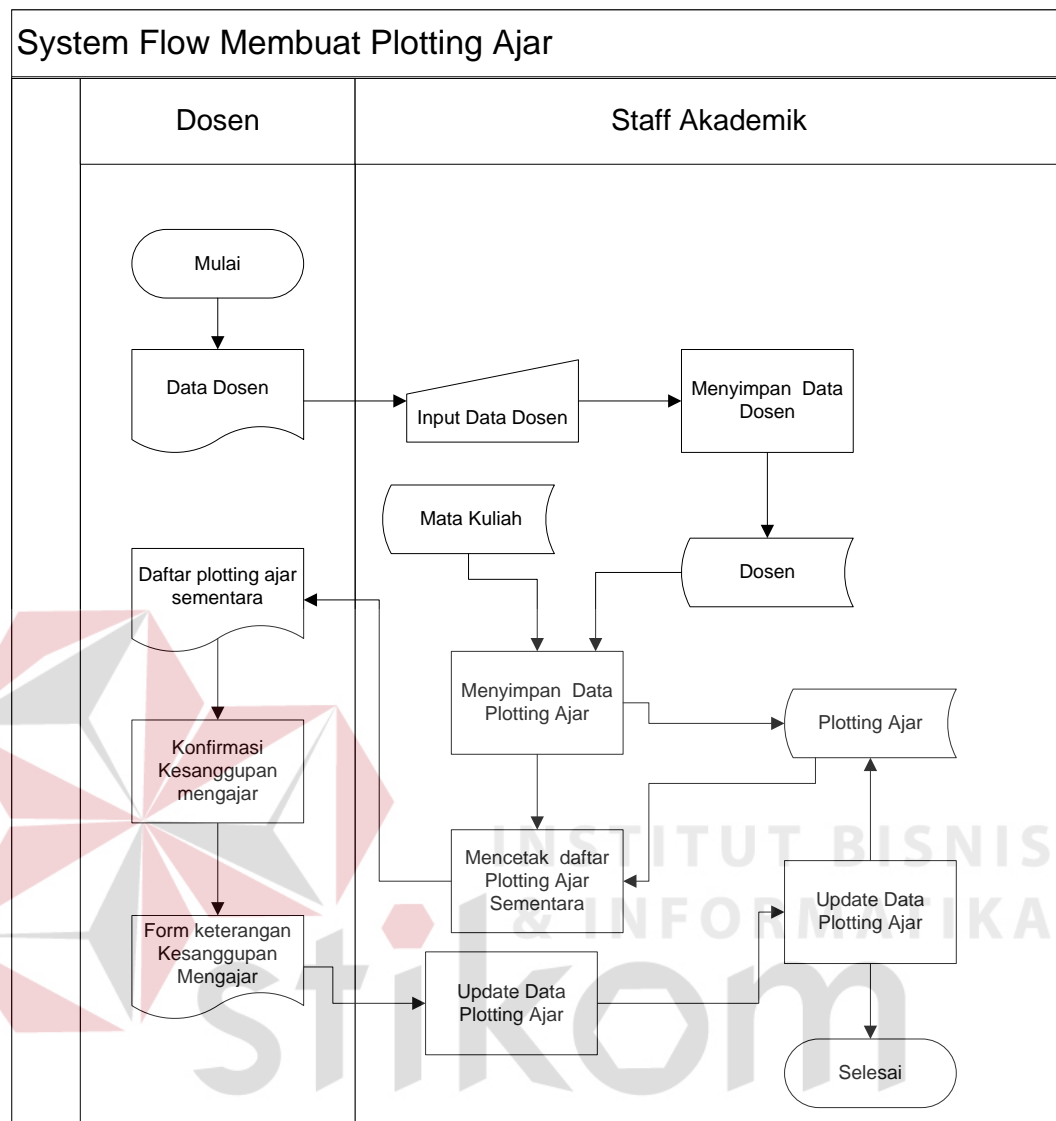 System Flow Membuat Plotting Ajar
Dosen
Staff Akademik
Mulai
Data Dosen
Input Data Dosen
Menyimpan Data
Dosen
Mata Kuliah
Dosen
Daftar plotting ajar
sementara
Menyimpan Data
Plotting Ajar
Plotting Ajar
Konfirmasi
Kesanggupan
mengajar
Mencetak daftar
Plotting Ajar
Sementara
Update Data
Plotting Ajar
Form keterangan
Kesanggupan
Mengajar
Update Data
Plotting Ajar
Selesai
INSTITUT BISNIS
& INFORMATIKA
stikom